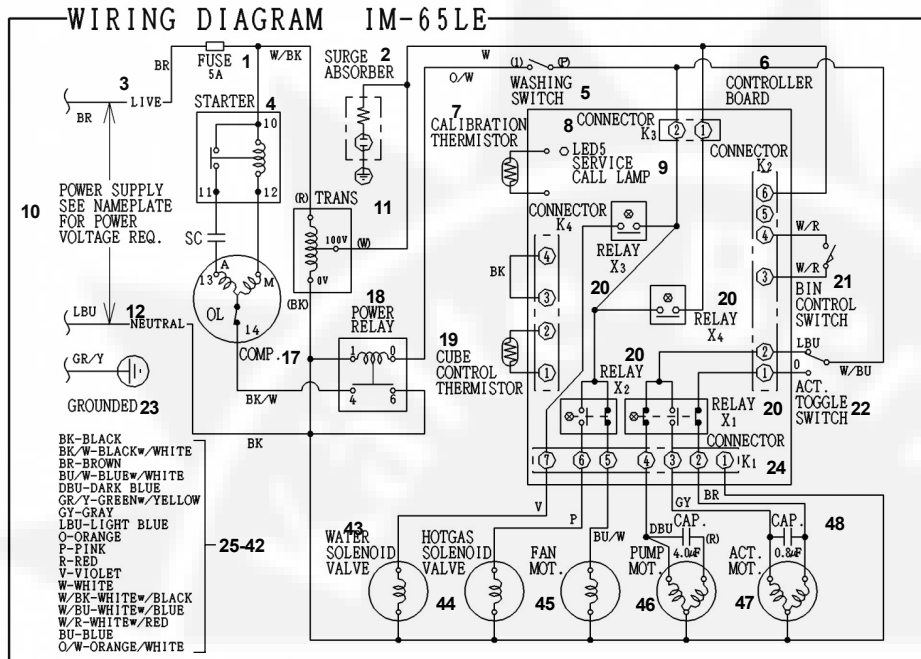 WIRING DIAGRAM IM-65LE
BR
FUSE
5A
1
W/BK
SURGE 2
ABSORBER
W
O/W
(1)
(P)
WASHING
SWITCH
5
6
CONTROLLER
BOARD
3
LIVE
BR
STARTER
4
10
11
12
7
CALIBRATION
THERMISTOR
8
CONNECTOR
K3
2
1
LED5
SERVICE
CALL LAMP
9
CONNECTOR
K2
6
5
4
3
2
1
10
POWER SUPPLY
SEE NAMEPLATE
FOR POWER
VOLTAGE REQ.
SC
(R)
TRANS
11
100V
(W)
0V
(BK)
CONNECTOR
K4
4
3
2
1
BK
RELAY
X3
20
RELAY
X4
20
W/R
W/R
21
BIN
CONTROL
SWITCH
A
13
M
OL
14
COMP. 17
LBU
12
NEUTRAL
18
POWER
RELAY
1
0
4
6
19
CUBE
CONTROL
THERMISTOR
20
RELAY
X2
RELAY
X1
20
LBU
0
W/BU
ACT.
TOGGLE
SWITCH
22
GR/Y
GROUNDED 23
BK/W
BK
CONNECTOR
K1
24
7
6
5
4
3
2
1
BK-BLACK
BK/W-BLACKw/WHITE
BR-BROWN
BU/W-BLUEw/WHITE
DBU-DARK BLUE
GR/Y-GREENw/YELLOW
GY-GRAY
LBU-LIGHT BLUE
O-ORANGE
P-PINK
R-RED
V-VIOLET
W-WHITE
W/BK-WHITEw/BLACK
W/BU-WHITEw/BLUE
W/R-WHITEw/RED
BU-BLUE
O/W-ORANGE/WHITE
25-42
V
P
BU/W
DBU
GY
BR
CAP.
(R)
4.0uF
CAP.
0.8uF
48
43
WATER
SOLENOID
VALVE
HOTGAS
SOLENOID
VALVE
44
FAN
MOT.
45
PUMP
MOT.
46
ACT.
MOT.
47